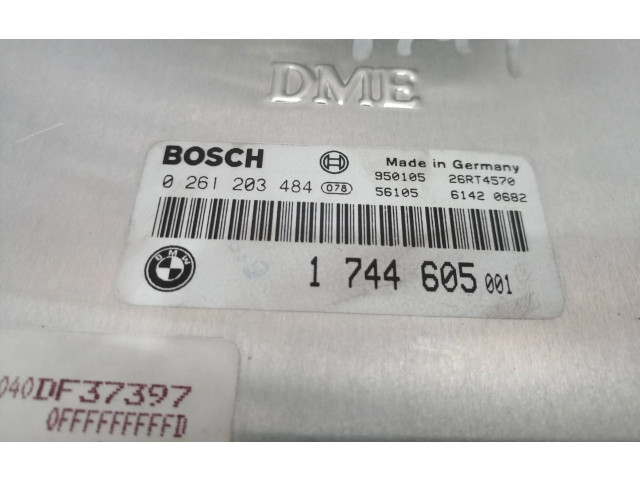 DME
BOSCH
Made in Germany
0 261 203 484 078
950105 26RT4570
56105 6142 0682
BMW
1 744 605 001
040DF37397
0FFFFFFFFFD